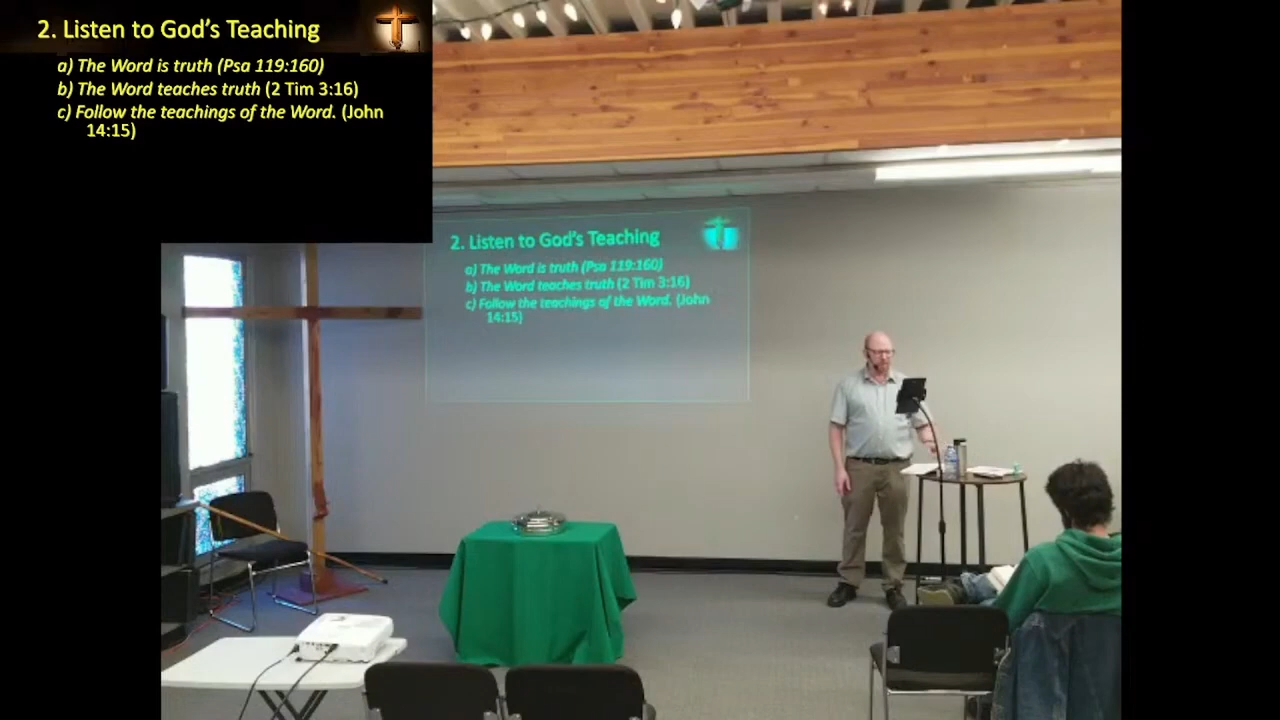 2. Listen to God's Teaching
a) The Word is truth (Psa 119:160)
b) The Word teaches truth (2 Tim 3:16)
c) Follow the teachings of the Word. (John
14:15)
2. Listen to God's Teaching
a) The Word is truth (Psa 119:160)
b) The Word teaches truth (2 Tim 3:16)
c) Follow the teachings of the Word. (John
14:15)